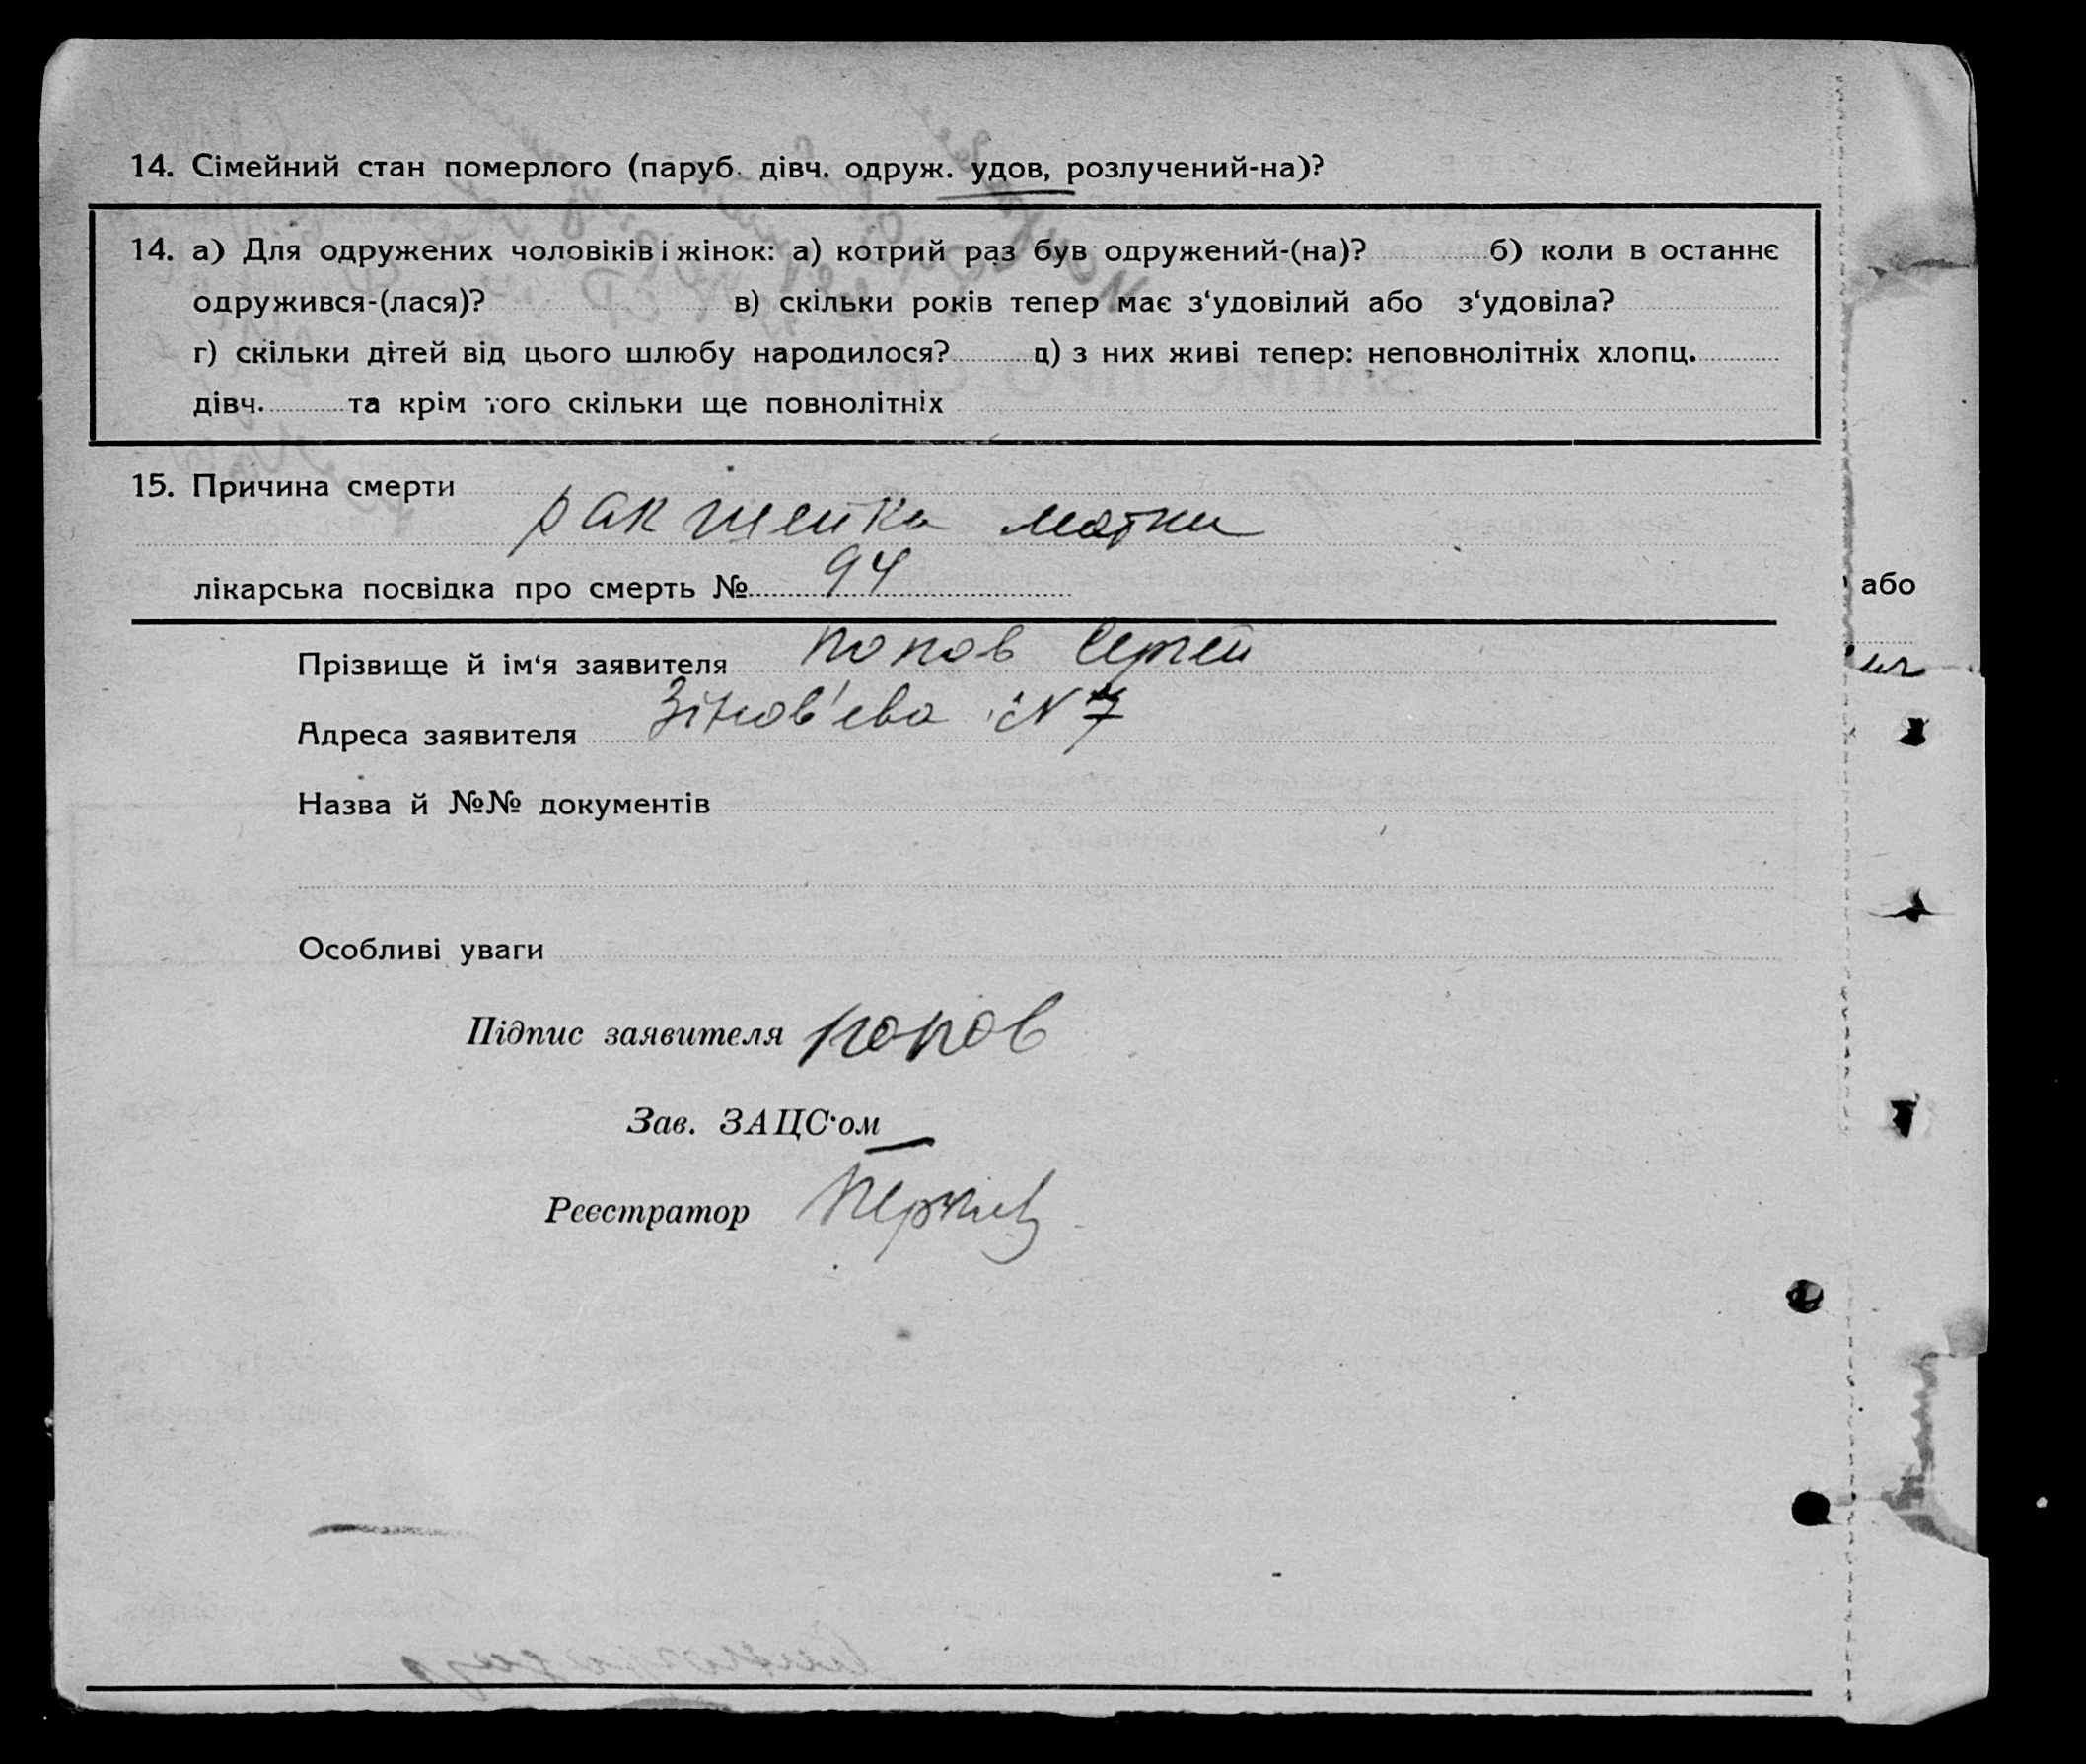 14. Сімейний стан померлого (паруб. дівч. одруж. удов, розлучений-на)?
14. а) Для одружених чоловіків і жінок: а) котрий раз був одружений-(на)? б) коли в останнє
одружився-(лася)? в) скільки років тепер має з‘удовілий або з‘удовіла?
г) скільки дітей від цього шлюбу народилося? д) з них живі тепер: неповнолітніх хлопц.
дівч. та крім того скільки ще повнолітніх
15. Причина смерти
рак шейка матки
лікарська посвідка про смерть № 94
або
Прізвище й ім‘я заявителя Попов Сергей
Адреса заявителя Зінов'ева № 7
Назва й №№ документів
Особливі уваги
Підпис заявителя Попов
Зав. ЗАЦС‘ом
Реєстратор